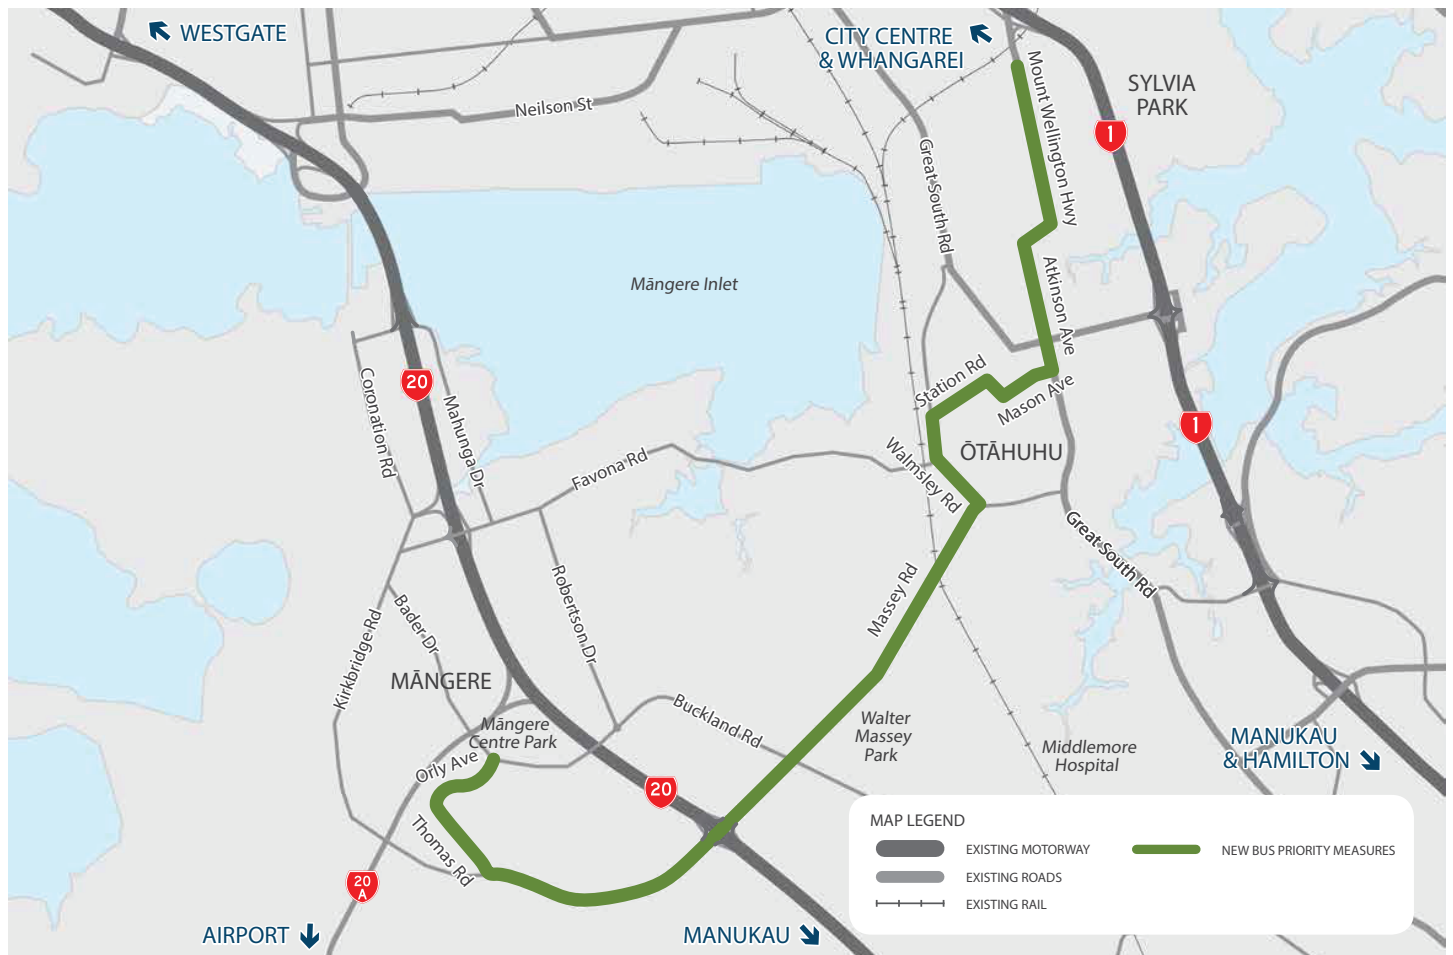 WESTGATE
CITY CENTRE
& WHANGAREI
SYLVIA
PARK
Neilson St
Mount Wellington Hwy
1
Great South Rd
Māngere Inlet
Atkinson Ave
20
Coronation Rd
Mahunga Dr
Station Rd
Mason Ave
1
ŌTĀHUHU
Walmsley Rd
Favona Rd
Great South Rd
Robertson Dr
Massey Rd
Bader Dr
Kirkbridge Rd
MĀNGERE
Māngere
Centre Park
Buckland Rd
Walter
Massey
Park
Middlemore
Hospital
MANUKAU
& HAMILTON
Orly Ave
20
Thomas Rd
20
A
AIRPORT
MANUKAU
MAP LEGEND
EXISTING MOTORWAY
NEW BUS PRIORITY MEASURES
EXISTING ROADS
EXISTING RAIL